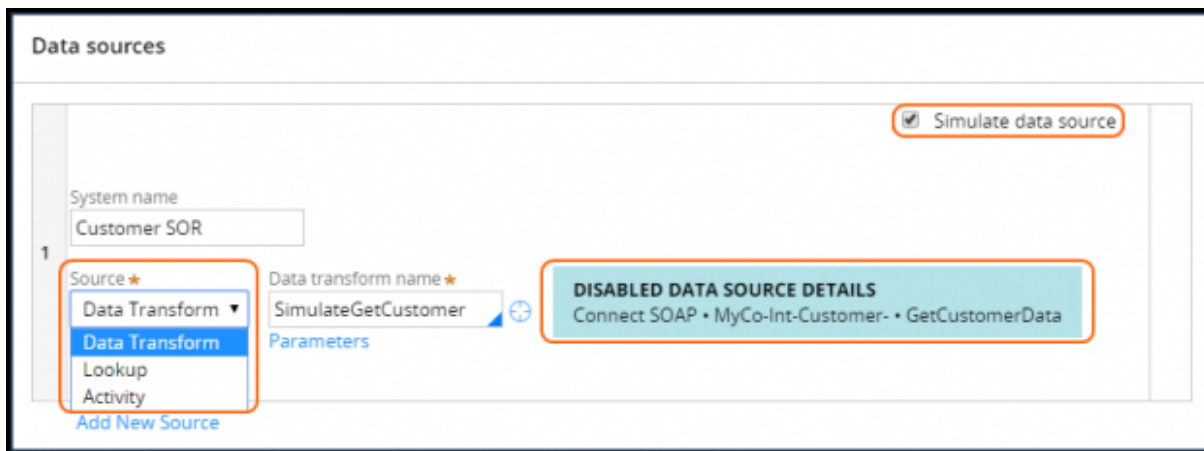 Data sources
Simulate data source
System name
Customer SOR
1
Source★ Data transform name★
Data Transform ▼ SimulateGetCustomer
Data Transform Parameters
Lookup
Activity
DISABLED DATA SOURCE DETAILS
Connect SOAP • MyCo-Int-Customer- • GetCustomerData
Add New Source